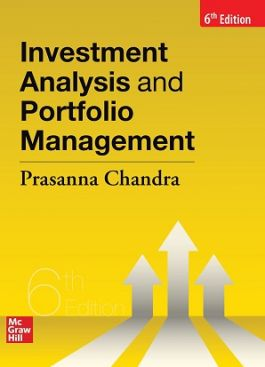 6th Edition
Investment
Analysis and
Portfolio
Management
Prasanna Chandra
6th
Edition
Mc
Graw
Hill